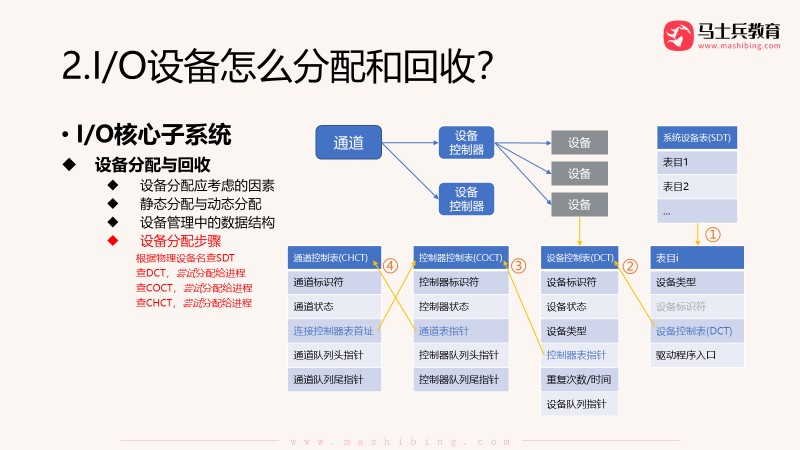 马士兵教育
www.mashibing.com
2.I/O设备怎么分配和回收?
• I/O核心子系统
◆ 设备分配与回收
◆ 设备分配应考虑的因素
◆ 静态分配与动态分配
◆ 设备管理中的数据结构
◆ 设备分配步骤
根据物理设备名查SDT
查DCT，尝试分配给进程
查COCT，尝试分配给进程
查CHCT，尝试分配给进程
通道
设备
控制器
设备
控制器
设备
设备
设备
系统设备表(SDT)
表目1
表目2
...
①
通道控制表(CHCT)
通道标识符
通道状态
连接控制器表首址
通道队列头指针
通道队列尾指针
④
控制器控制表(COCT)
控制器标识符
控制器状态
通道表指针
控制器队列头指针
控制器队列尾指针
③
设备控制表(DCT)
设备标识符
设备状态
设备类型
控制器表指针
重复次数/时间
设备队列指针
②
表目i
设备类型
设备标识符
设备控制表(DCT)
驱动程序入口
www.mashibing.com